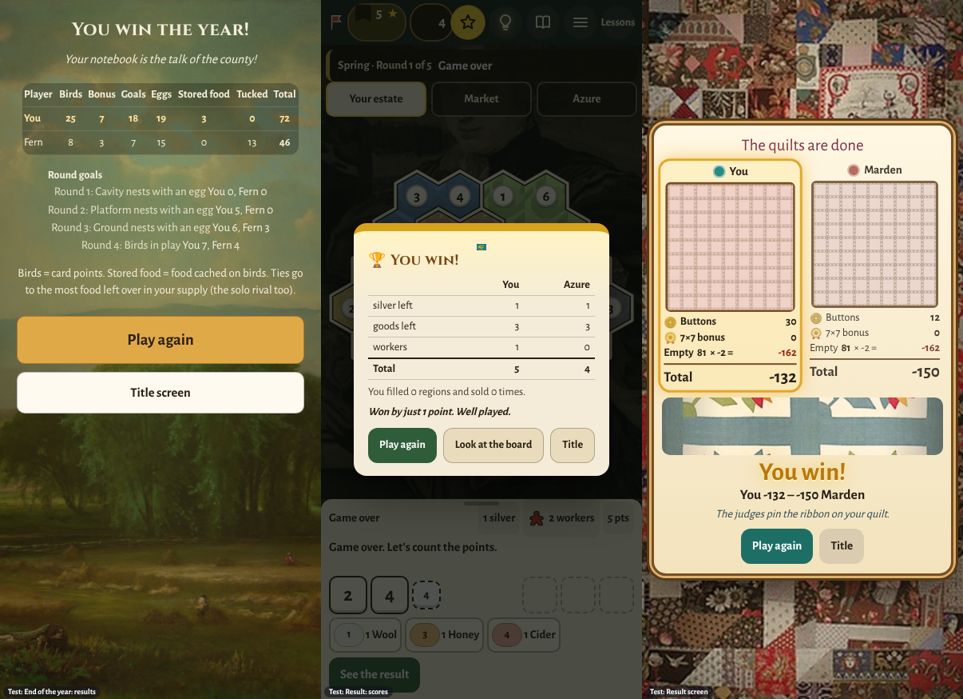 You win the year!
Your notebook is the talk of the county!
Player Birds Bonus Goals Eggs Stored food Tucked Total
You 25 7 18 19 3 0 72
Fern 8 3 7 15 0 13 46
Round goals
Round 1: Cavity nests with an egg You 0, Fern 0
Round 2: Platform nests with an egg You 5, Fern 0
Round 3: Ground nests with an egg You 6, Fern 3
Round 4: Birds in play You 7, Fern 4
Birds = card points. Stored food = food cached on birds. Ties go
to the most food left over in your supply (the solo rival too).
Play again
Title screen
Test: End of the year: results
5 ★ 4 Lessons
Spring · Round 1 of 5 Game over
Your estate Market Azure
3 4 1 6
You win!
You Azure
silver left 1 1
goods left 3 3
workers 1 0
Total 5 4
You filled 0 regions and sold 0 times.
Won by just 1 point. Well played.
Play again Look at the board Title
Game over 1 silver 2 workers 5 pts
Game over. Let's count the points.
2 4 4
1 1 Wool 3 1 Honey 4 1 Cider
See the result
Test: Result: scores
The quilts are done
You
Buttons 30
7×7 bonus 0
Empty 81 × -2 = -162
Total -132
Marden
Buttons 12
7×7 bonus 0
Empty 81 × -2 = -162
Total -150
You win!
You -132 – -150 Marden
The judges pin the ribbon on your quilt.
Play again Title
Test: Result screen